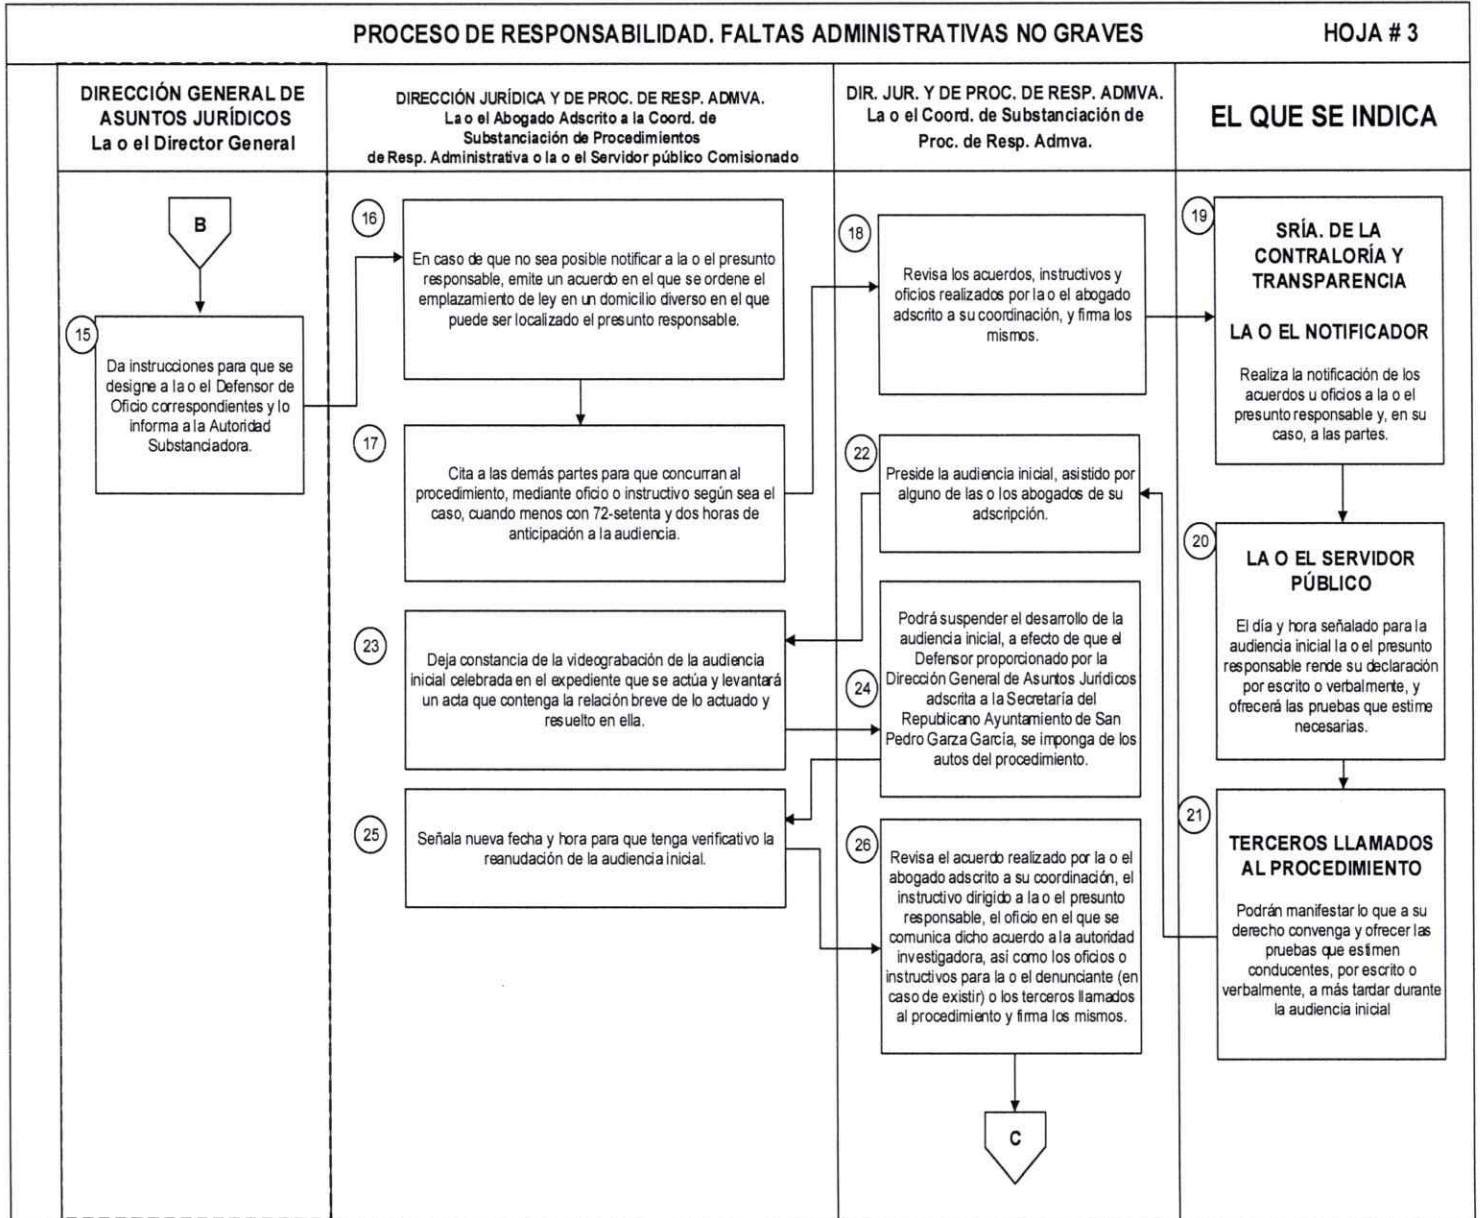 PROCESO DE RESPONSABILIDAD. FALTAS ADMINISTRATIVAS NO GRAVES
HOJA # 3
DIRECCIÓN GENERAL DE
ASUNTOS JURÍDICOS
La o el Director General
DIRECCIÓN JURÍDICA Y DE PROC. DE RESP. ADMVA.
La o el Abogado Adscrito a la Coord. de
Substanciación de Procedimientos
de Resp. Administrativa o la o el Servidor público Comisionado
DIR. JUR. Y DE PROC. DE RESP. ADMVA.
La o el Coord. de Substanciación de
Proc. de Resp. Admva.
EL QUE SE INDICA
B
15
Da instrucciones para que se
designe a la o el Defensor de
Oficio correspondientes y lo
informa a la Autoridad
Substanciadora.
16
En caso de que no sea posible notificar a la o el presunto
responsable, emite un acuerdo en el que se ordene el
emplazamiento de ley en un domicilio diverso en el que
puede ser localizado el presunto responsable.
17
Cita a las demás partes para que concurran al
procedimiento, mediante oficio o instructivo según sea el
caso, cuando menos con 72-setenta y dos horas de
anticipación a la audiencia.
18
Revisa los acuerdos, instructivos y
oficios realizados por la o el abogado
adscrito a su coordinación, y firma los
mismos.
19
SRÍA. DE LA
CONTRALORÍA Y
TRANSPARENCIA
LA O EL NOTIFICADOR
Realiza la notificación de los
acuerdos u oficios a la o el
presunto responsable y, en su
caso, a las partes.
20
LA O EL SERVIDOR
PÚBLICO
El día y hora señalado para la
audiencia inicial la o el presunto
responsable rende su declaración
por escrito o verbalmente, y
ofrecerá las pruebas que estime
necesarias.
21
TERCEROS LLAMADOS
AL PROCEDIMIENTO
Podrán manifestar lo que a su
derecho convenga y ofrecer las
pruebas que estimen
conducentes, por escrito o
verbalmente, a más tardar durante
la audiencia inicial
22
Preside la audiencia inicial, asistido por
alguno de las o los abogados de su
adscripción.
23
Deja constancia de la videograbación de la audiencia
inicial celebrada en el expediente que se actúa y levantará
un acta que contenga la relación breve de lo actuado y
resuelto en ella.
24
Podrá suspender el desarrollo de la
audiencia inicial, a efecto de que el
Defensor proporcionado por la
Dirección General de Asuntos Jurídicos
adscrita a la Secretaría del
Republicano Ayuntamiento de San
Pedro Garza García, se imponga de los
autos del procedimiento.
25
Señala nueva fecha y hora para que tenga verificativo la
reanudación de la audiencia inicial.
26
Revisa el acuerdo realizado por la o el
abogado adscrito a su coordinación, el
instructivo dirigido a la o el presunto
responsable, el oficio en el que se
comunica dicho acuerdo a la autoridad
investigadora, así como los oficios o
instructivos para la o el denunciante (en
caso de existir) o los terceros llamados
al procedimiento y firma los mismos.
C